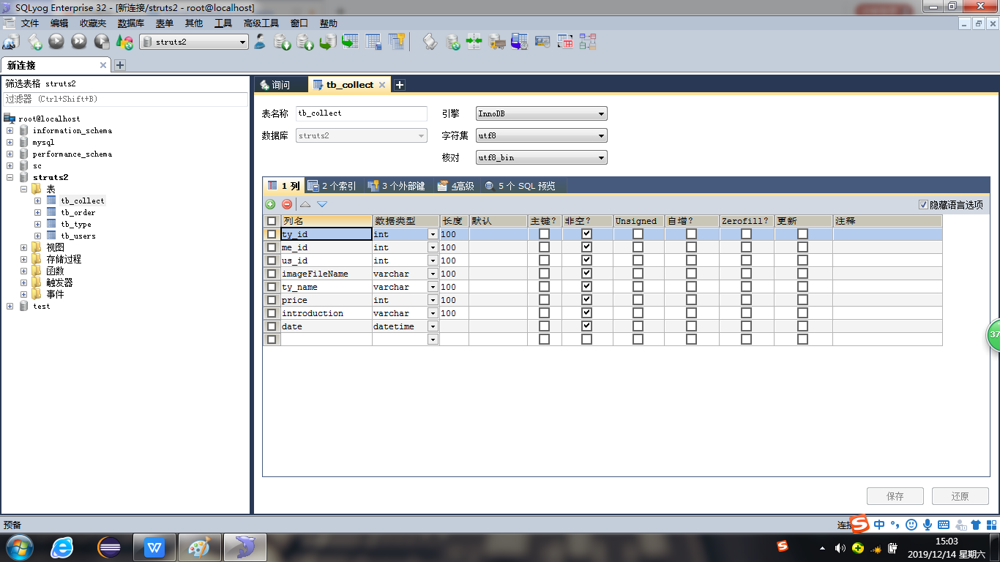 SQLyog Enterprise 32 - [新连接/struts2 - root@localhost]
文件 编辑 收藏夹 数据库 表单 其他 工具 高级工具 窗口 帮助
struts2
新连接
筛选表格 struts2
过滤器 (Ctrl+Shift+B)
root@localhost
information_schema
mysql
performance_schema
sc
struts2
表
tb_collect
tb_order
tb_type
tb_users
视图
存储过程
函数
触发器
事件
test
询问 tb_collect
表名称 tb_collect 引擎 InnoDB
数据库 struts2 字符集 utf8
核对 utf8_bin
1 列 2 个索引 3 个外部键 4高级 5 个 SQL 预览
隐藏语言选项
列名 数据类型 长度 默认 主键? 非空? Unsigned 自增? Zerofill? 更新 注释
ty_id int 100
me_id int 100
us_id int 100
imageFileName varchar 100
ty_name varchar 100
price int 100
introduction varchar 100
date datetime
保存 还原
37
预备
连接
中
15:03
2019/12/14 星期六